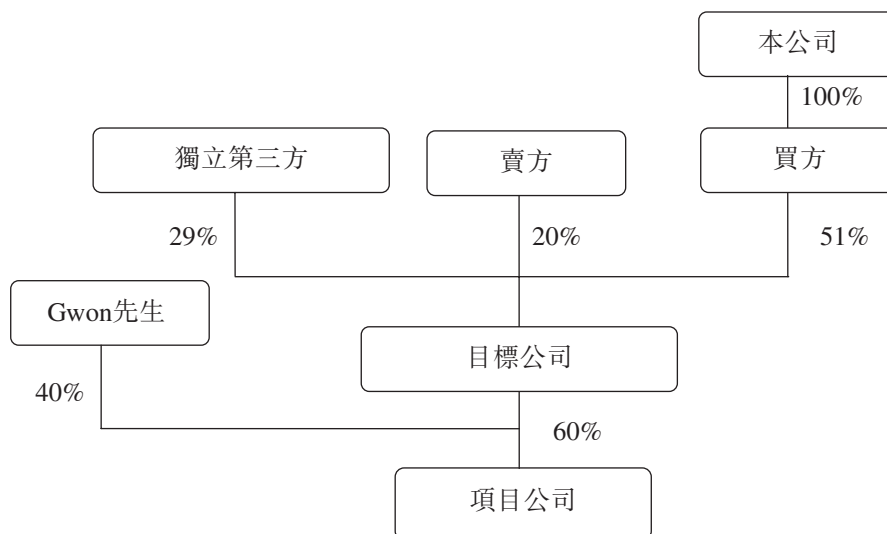 本公司
100%
獨立第三方
賣方
買方
29%
20%
51%
Gwon先生
目標公司
40%
60%
項目公司